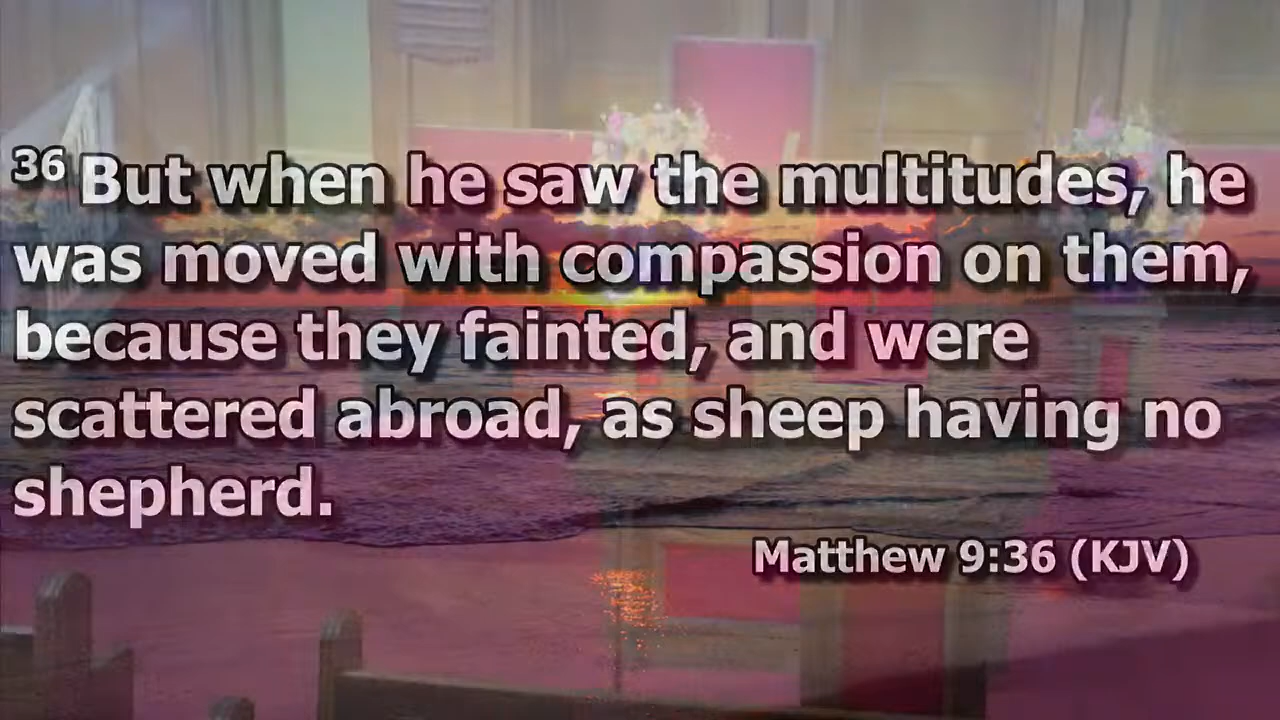 36 But when he saw the multitudes, he
was moved with compassion on them,
because they fainted, and were
scattered abroad, as sheep having no
shepherd.
Matthew 9:36 (KJV)